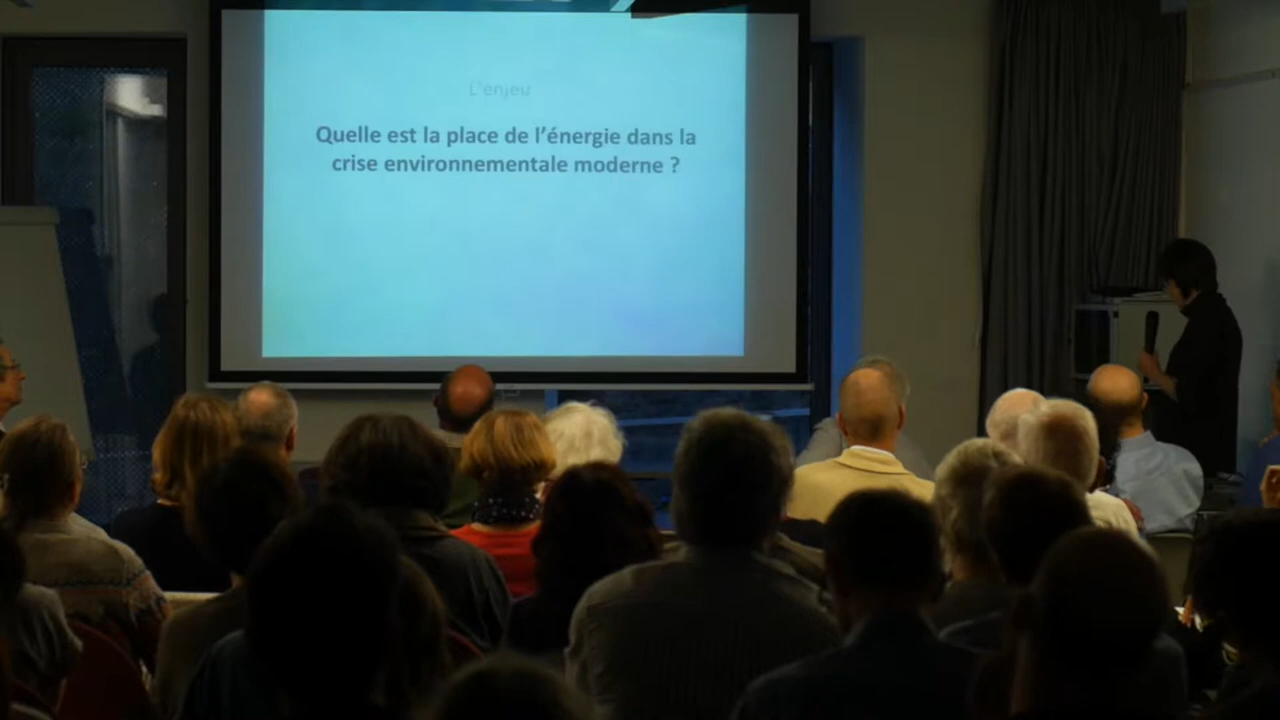 L'enjeu
Quelle est la place de l’énergie dans la
crise environnementale moderne ?